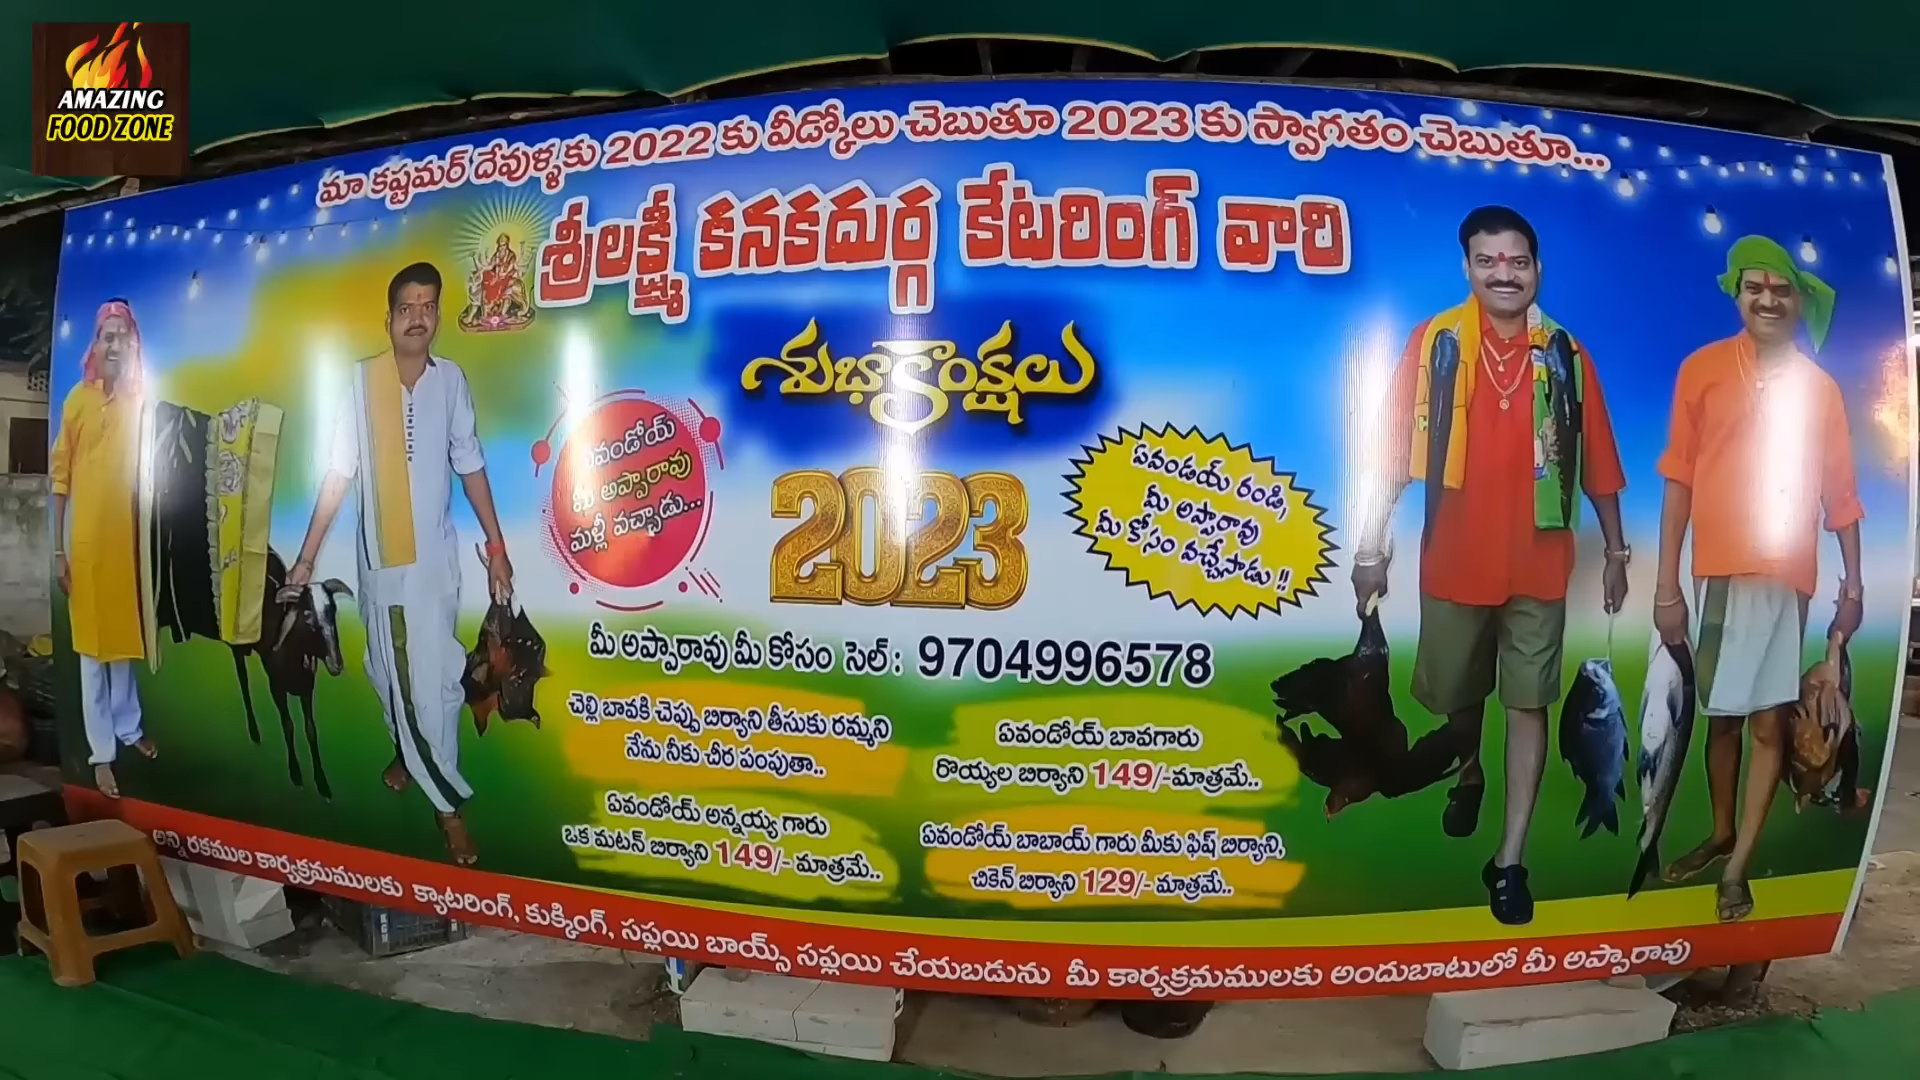 AMAZING
FOOD ZONE
మా కష్టమర్ దేవుళ్ళకు 2022 కు వీడ్కోలు చెబుతూ 2023 కు స్వాగతం చెబుతూ...
శ్రీలక్ష్మీ కనకదుర్గ కేటరింగ్ వారి
శుభాకాంక్షలు
2023
ఏవండోయ్
మీ అప్పారావు
మళ్లీ వచ్చాడు...
ఏవండయ్ రండి,
మీ అప్పారావు
మీ కోసం వచ్చేసాడు !!
మీ అప్పారావు మీ కోసం సెల్ : 9704996578
చెల్లి బావకి చెప్పు బిర్యాని తీసుకు రమ్మని
నేను నీకు చీర పంపుతా..
ఏవండోయ్ అన్నయ్య గారు
ఒక మటన్ బిర్యాని 149/- మాత్రమే..
ఏవండోయ్ బావగారు
రొయ్యల బిర్యాని 149/-మాత్రమే..
ఏవండోయ్ బాబాయ్ గారు మీకు ఫిష్ బిర్యాని,
చికెన్ బిర్యాని 129/- మాత్రమే..
అన్ని రకముల కార్యక్రమములకు క్యాటరింగ్, కుక్కింగ్, సప్లయి బాయ్స్ సప్లయి చేయబడును మీ కార్యక్రమములకు అందుబాటులో మీ అప్పారావు